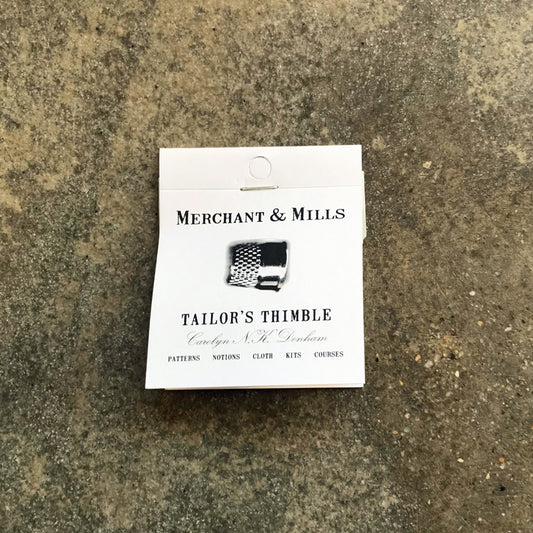 MERCHANT & MILLS
TAILOR'S THIMBLE
Carolyn N.K. Denham
PATTERNS NOTIONS CLOTH KITS COURSES